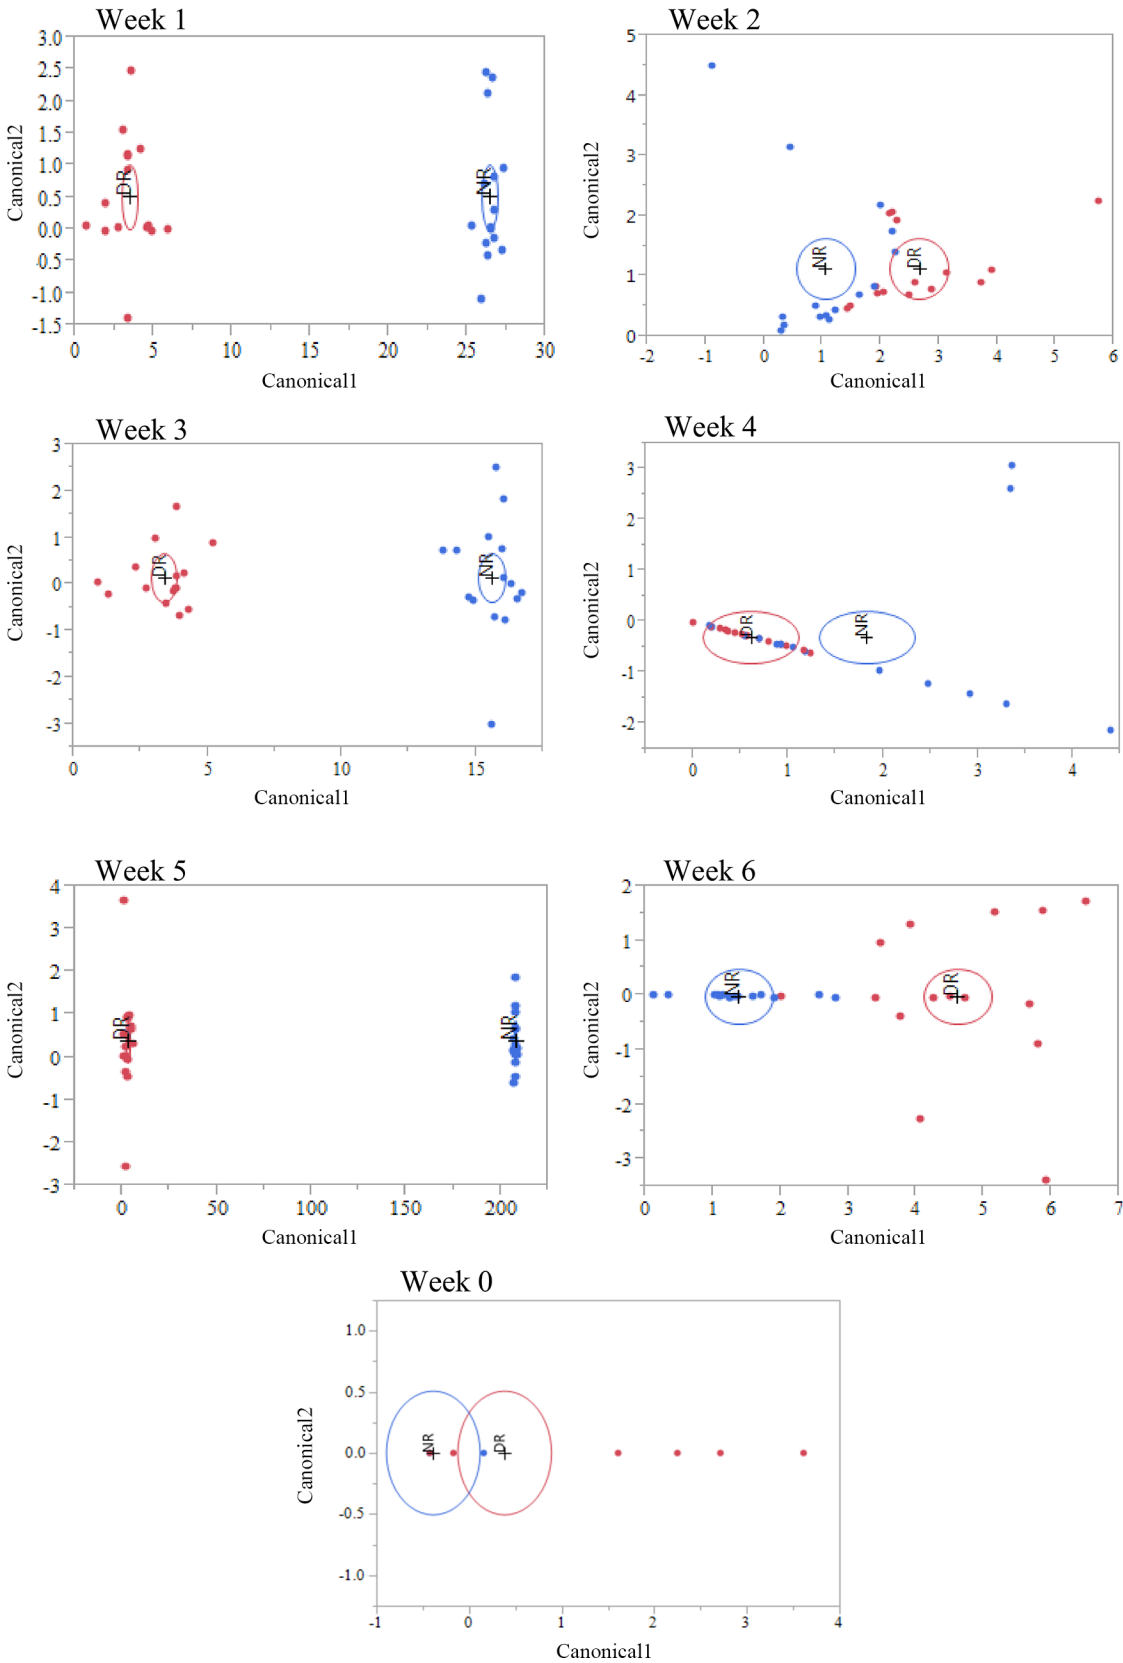 Week 1
3.0
2.5
2.0
1.5
1.0
0.5
0.0
-0.5
-1.0
-1.5
Canonical2
DR
NR
0 5 10 15 20 25 30
Canonical1
Week 2
5
4
3
2
1
0
Canonical2
NR
DR
-2 -1 0 1 2 3 4 5 6
Canonical1
Week 3
3
2
1
0
-1
-2
-3
Canonical2
DR
NR
0 5 10 15
Canonical1
Week 4
3
2
1
0
-1
-2
Canonical2
DR
NR
0 1 2 3 4
Canonical1
Week 5
4
3
2
1
0
-1
-2
-3
Canonical2
DR
NR
0 50 100 150 200
Canonical1
Week 6
2
1
0
-1
-2
-3
Canonical2
NR
DR
0 1 2 3 4 5 6 7
Canonical1
Week 0
1.0
0.5
0.0
-0.5
-1.0
Canonical2
NR
DR
-1 0 1 2 3 4
Canonical1